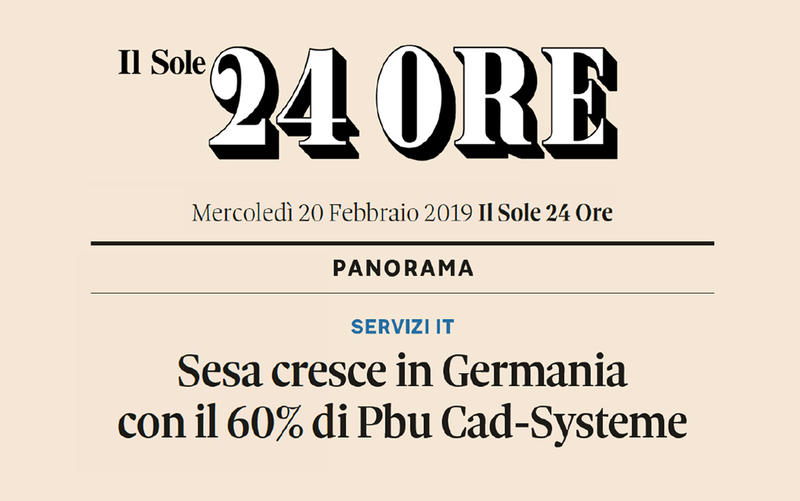 Il Sole 24 ORE
Mercoledì 20 Febbraio 2019 Il Sole 24 Ore
PANORAMA
SERVIZI IT
Sesa cresce in Germania
con il 60% di Pbu Cad-Systeme